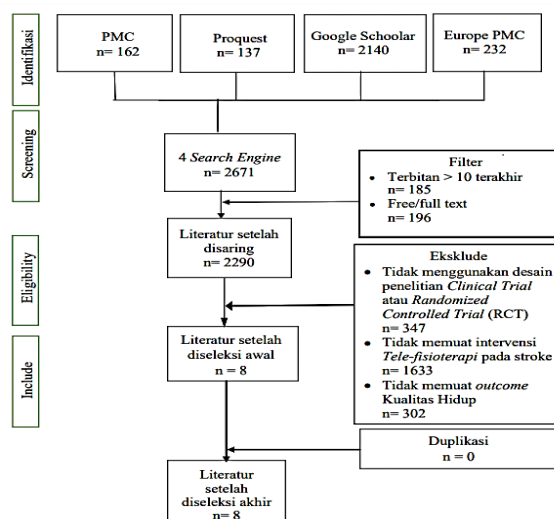 Identifikasi
PMC
n= 162
Proquest
n= 137
Google Schoolar
n= 2140
Europe PMC
n= 232
Screening
4 Search Engine
n= 2671
Filter
• Terbitan > 10 terakhir
n= 185
• Free/full text
n= 196
Literatur setelah
disaring
n= 2290
Eligibility
Eksklude
• Tidak menggunakan desain
penelitian Clinical Trial
atau Randomized
Controlled Trial (RCT)
n= 347
• Tidak memuat intervensi
Tele-fisioterapi pada stroke
n= 1633
• Tidak memuat outcome
Kualitas Hidup
n= 302
Literatur setelah
diseleksi awal
n = 8
Include
Duplikasi
n = 0
Literatur
setelah
diseleksi akhir
n= 8